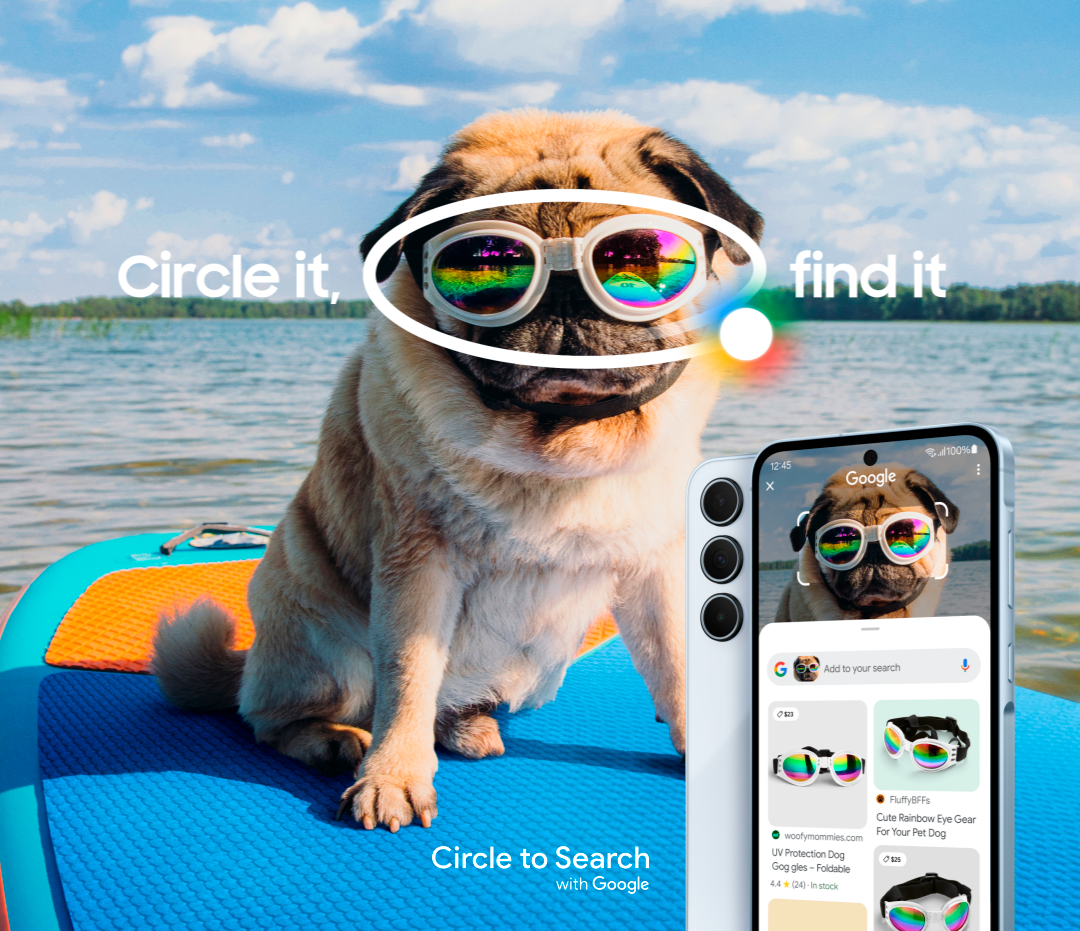 Circle it, find it
12:45
100%
Google
G Add to your search
$23
woofymommies.com
UV Protection Dog
Gog gles – Foldable
4.4 (24) · In stock
FluffyBFFs
Cute Rainbow Eye Gear
For Your Pet Dog
$25
Circle to Search
with Google